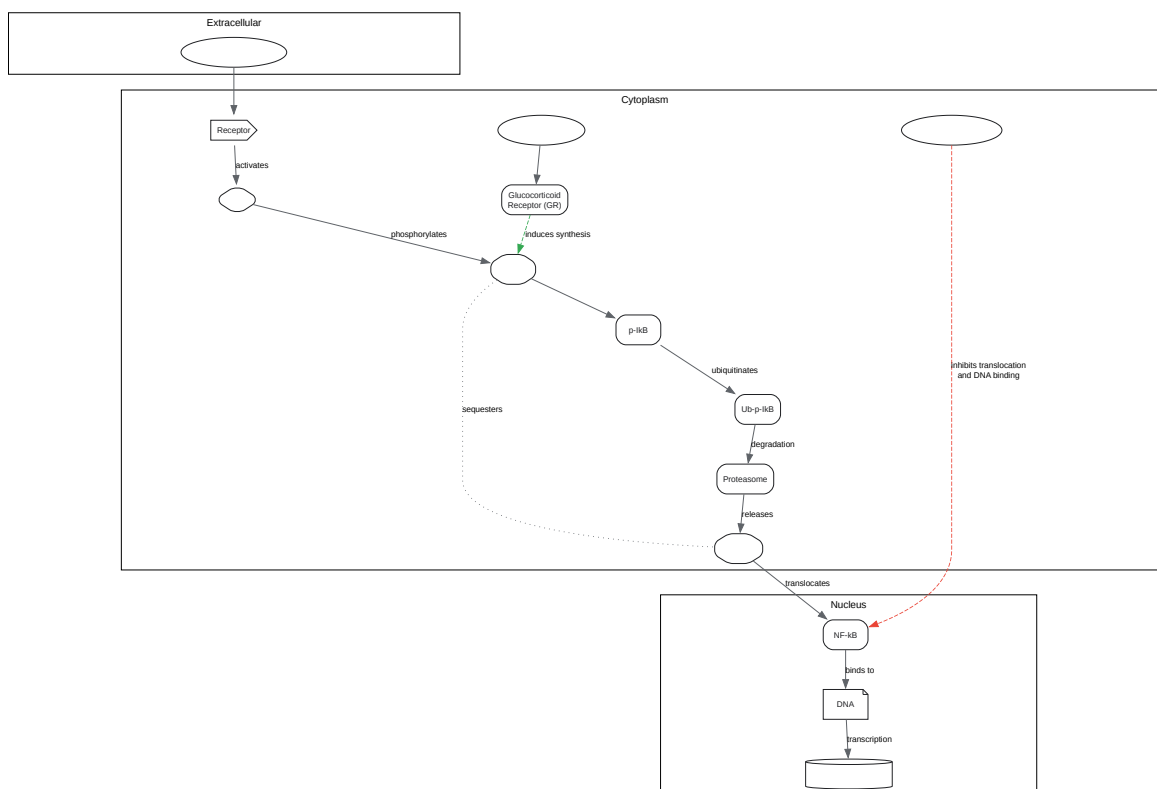 Extracellular
Cytoplasm
Receptor
activates
Glucocorticoid
Receptor (GR)
phosphorylates
induces synthesis
p-IkB
inhibits translocation
and DNA binding
ubiquitinates
sequesters
Ub-p-IkB
degradation
Proteasome
releases
translocates
Nucleus
NF-kB
binds to
DNA
transcription